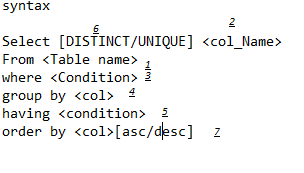 syntax
6 2
Select [DISTINCT/UNIQUE] <col_Name>
From <Table name> 1
where <Condition> 3
group by <col> 4
having <condition> 5
order by <col>[asc/desc] 7